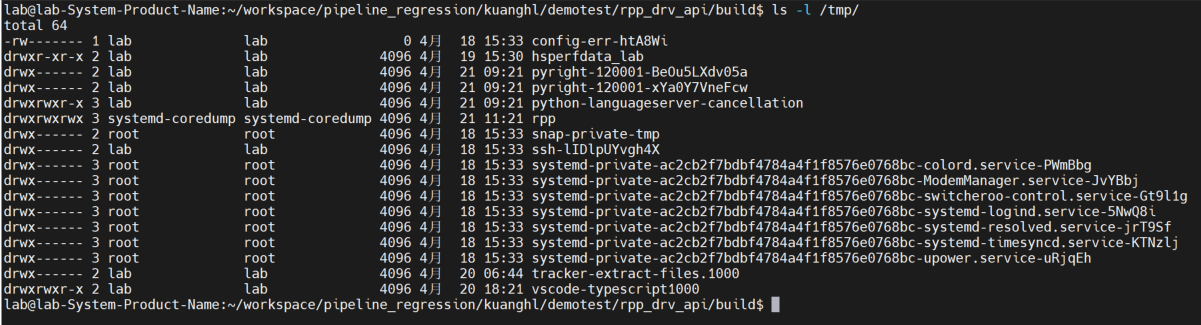 lab@lab-System-Product-Name:~/workspace/pipeline_regression/kuanghl/demotest/rpp_drv_api/build$ ls -l /tmp/
total 64
-rw------- 1 lab              lab                 0 4月  18 15:33 config-err-htA8Wi
drwxr-xr-x 2 lab              lab              4096 4月  19 15:30 hsperfdata_lab
drwx------ 2 lab              lab              4096 4月  21 09:21 pyright-120001-BeOu5LXdv05a
drwx------ 2 lab              lab              4096 4月  21 09:21 pyright-120001-xYa0Y7VneFcw
drwxrwxr-x 3 lab              lab              4096 4月  21 09:21 python-languageserver-cancellation
drwxrwxrwx 3 systemd-coredump systemd-coredump 4096 4月  21 11:21 rpp
drwx------ 2 root             root             4096 4月  18 15:33 snap-private-tmp
drwx------ 2 lab              lab              4096 4月  18 15:33 ssh-lIDlpUYvgh4X
drwx------ 3 root             root             4096 4月  18 15:33 systemd-private-ac2cb2f7bdbf4784a4f1f8576e0768bc-colord.service-PWmBbg
drwx------ 3 root             root             4096 4月  18 15:33 systemd-private-ac2cb2f7bdbf4784a4f1f8576e0768bc-ModemManager.service-JvYBbj
drwx------ 3 root             root             4096 4月  18 15:33 systemd-private-ac2cb2f7bdbf4784a4f1f8576e0768bc-switcheroo-control.service-Gt9l1g
drwx------ 3 root             root             4096 4月  18 15:33 systemd-private-ac2cb2f7bdbf4784a4f1f8576e0768bc-systemd-logind.service-5NwQ8i
drwx------ 3 root             root             4096 4月  18 15:33 systemd-private-ac2cb2f7bdbf4784a4f1f8576e0768bc-systemd-resolved.service-jrT9Sf
drwx------ 3 root             root             4096 4月  18 15:33 systemd-private-ac2cb2f7bdbf4784a4f1f8576e0768bc-systemd-timesyncd.service-KTNzlj
drwx------ 3 root             root             4096 4月  18 15:33 systemd-private-ac2cb2f7bdbf4784a4f1f8576e0768bc-upower.service-uRjqEh
drwx------ 2 lab              lab              4096 4月  20 06:44 tracker-extract-files.1000
drwxrwxr-x 2 lab              lab              4096 4月  20 18:21 vscode-typescript1000
lab@lab-System-Product-Name:~/workspace/pipeline_regression/kuanghl/demotest/rpp_drv_api/build$